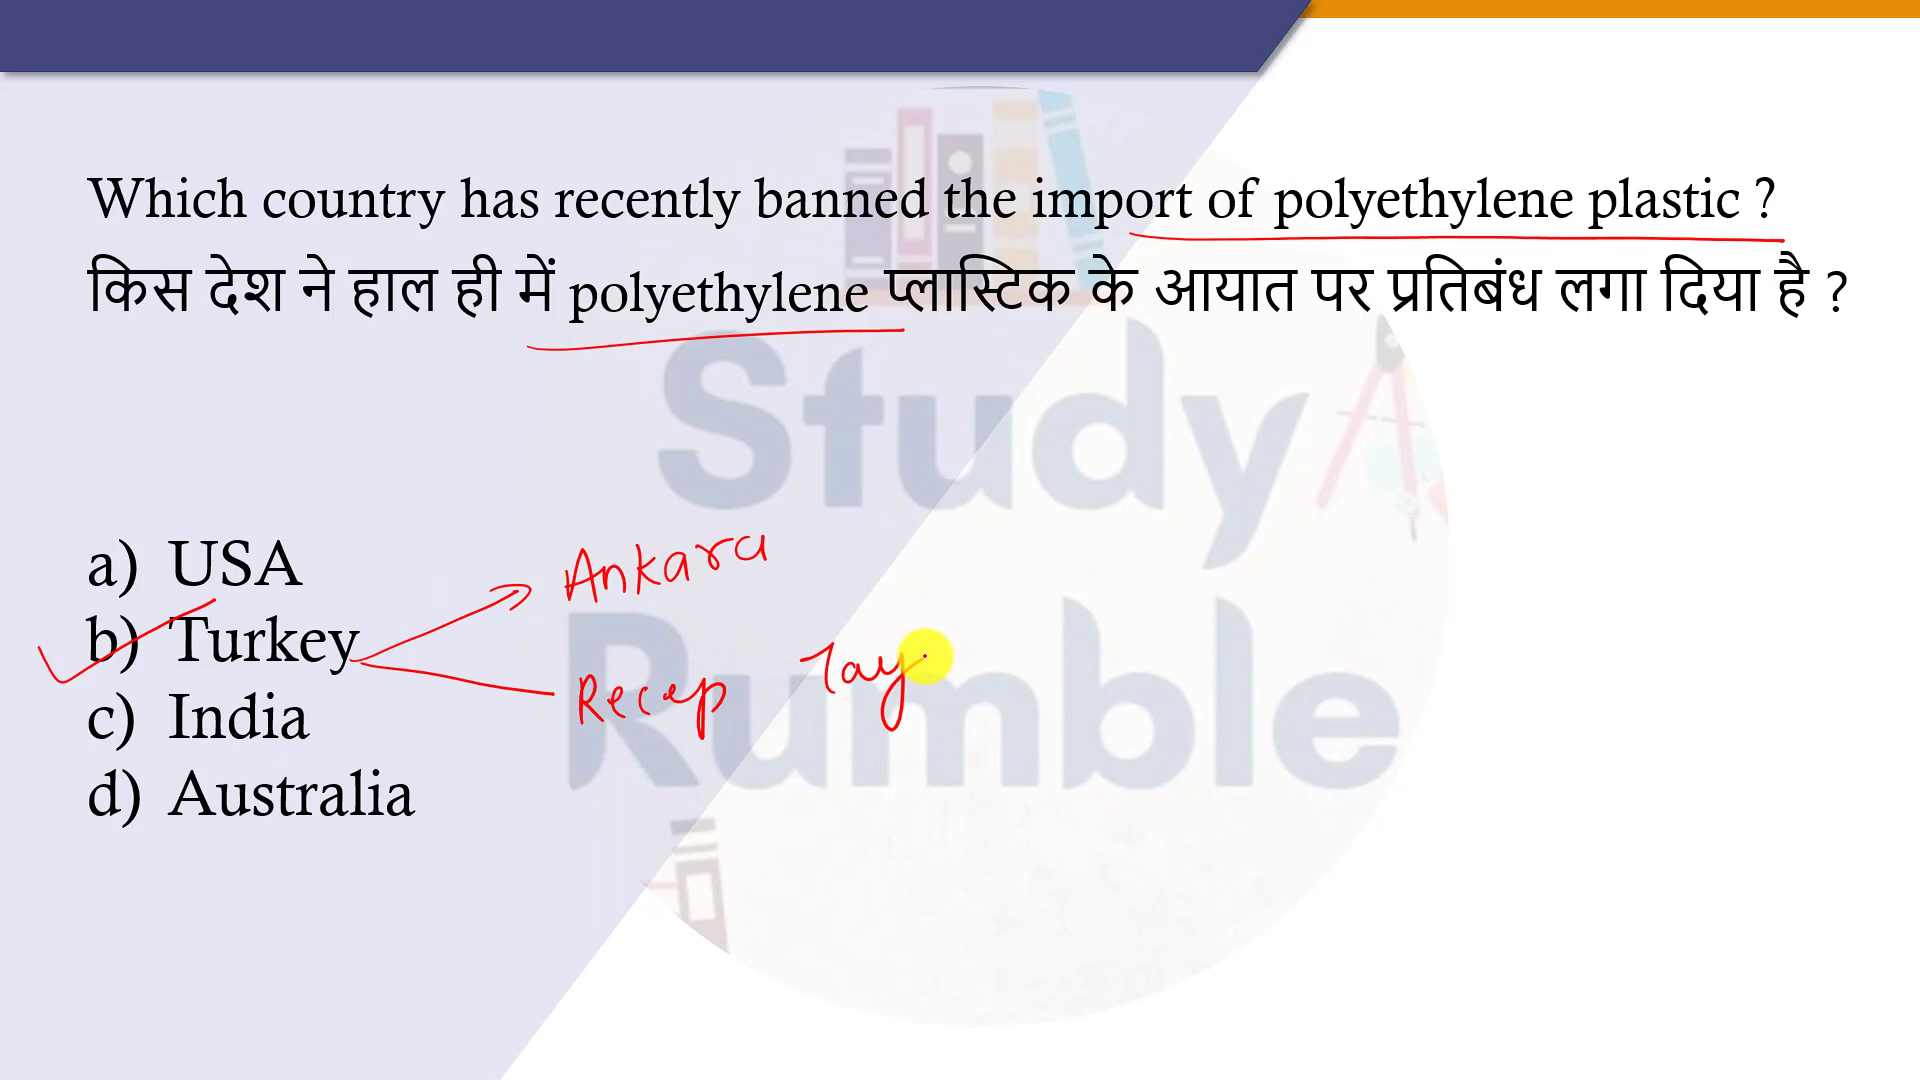 Which country has recently banned the import of polyethylene plastic ?
किस देश ने हाल ही में polyethylene प्लास्टिक के आयात पर प्रतिबंध लगा दिया है ?
Study
Rumble
a) USA
b) Turkey
c) India
d) Australia
Ankara
Recep Tay